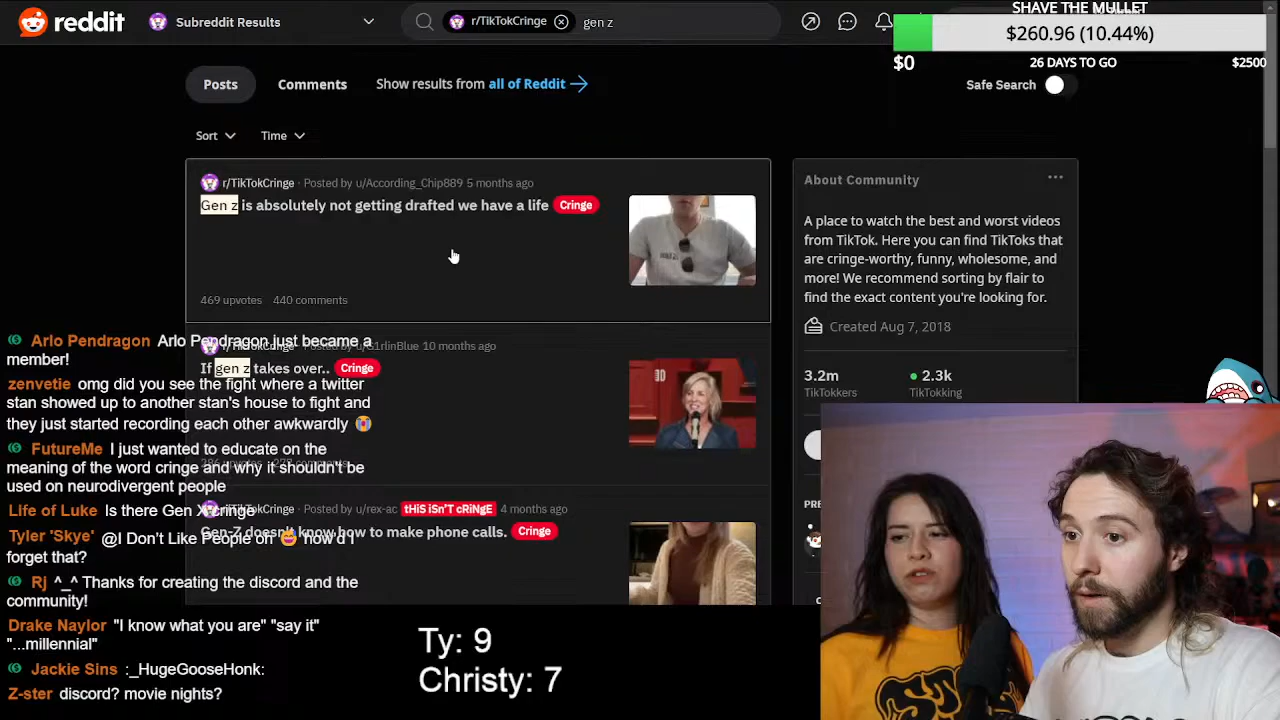 reddit
Subreddit Results
r/TikTokCringe
gen z
SHAVE THE MULLET
$260.96 (10.44%)
$0
26 DAYS TO GO
$2500
Posts
Comments
Show results from all of Reddit
Safe Search
Sort
Time
r/TikTokCringe · Posted by u/According_Chip889 5 months ago
Gen z is absolutely not getting drafted we have a life Cringe
469 upvotes 440 comments
About Community
A place to watch the best and worst videos
from TikTok. Here you can find TikToks that
are cringe-worthy, funny, wholesome, and
more! We recommend sorting by flair to
find the exact content you're looking for.
Created Aug 7, 2018
3.2m
TikTokkers
2.3k
TikTokking
10 months ago
If gen z takes over.. Cringe
Posted by u/rex-ac tHiS iSn'T cRiNgE 4 months ago
Gen-Z doesn't know how to make phone calls. Cringe
Arlo Pendragon Arlo Pendragon just became a
member!
zenvetie omg did you see the fight where a twitter
stan showed up to another stan's house to fight and
they just started recording each other awkwardly
FutureMe I just wanted to educate on the
meaning of the word cringe and why it shouldn't be
used on neurodivergent people
Life of Luke Is there Gen X cringe
Tyler 'Skye' @I Don't Like People on how'd I
forget that?
Rj ^_^ Thanks for creating the discord and the
community!
Drake Naylor "I know what you are" "say it"
"...millennial"
Jackie Sins :_HugeGooseHonk:
Z-ster discord? movie nights?
Ty: 9
Christy: 7